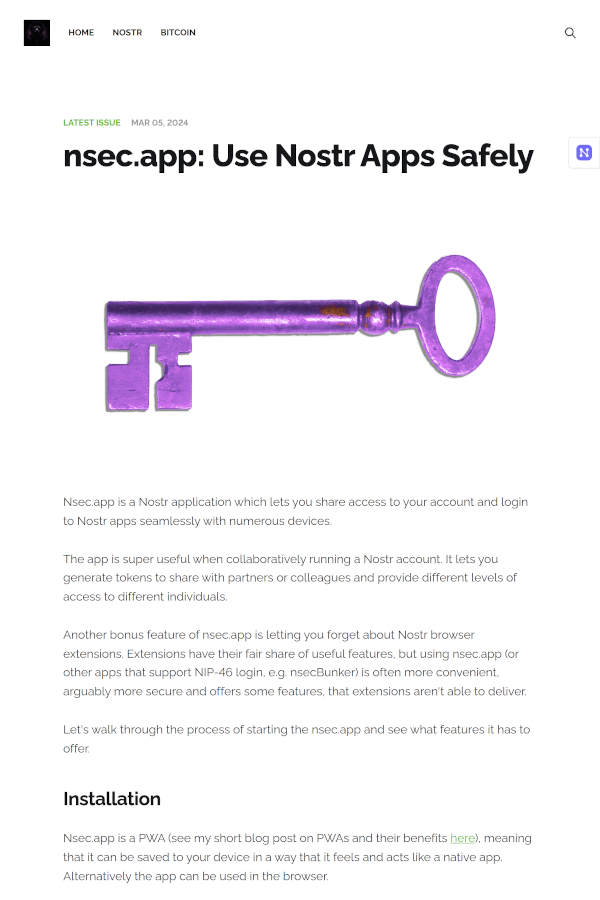 HOME NOSTR BITCOIN
LATEST ISSUE MAR 05, 2024
nsec.app: Use Nostr Apps Safely
N
Nsec.app is a Nostr application which lets you share access to your account and login
to Nostr apps seamlessly with numerous devices.
The app is super useful when collaboratively running a Nostr account. It lets you
generate tokens to share with partners or colleagues and provide different levels of
access to different individuals.
Another bonus feature of nsec.app is letting you forget about Nostr browser
extensions. Extensions have their fair share of useful features, but using nsec.app (or
other apps that support NIP-46 login, e.g. nsecBunker) is often more convenient,
arguably more secure and offers some features, that extensions aren't able to deliver.
Let's walk through the process of starting the nsec.app and see what features it has to
offer.
Installation
Nsec.app is a PWA (see my short blog post on PWAs and their benefits here), meaning
that it can be saved to your device in a way that it feels and acts like a native app.
Alternatively the app can be used in the browser.